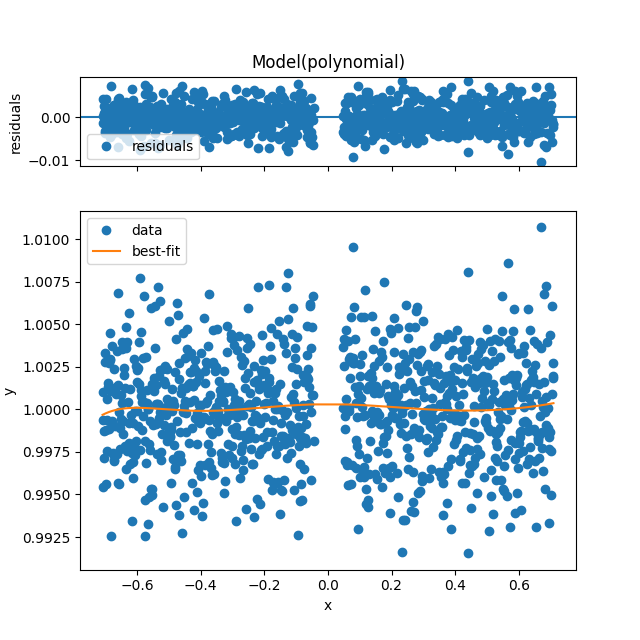 Model(polynomial)
residuals
0.00
−0.01
residuals
data
best-fit
y
1.0100
1.0075
1.0050
1.0025
1.0000
0.9975
0.9950
0.9925
−0.6 −0.4 −0.2 0.0 0.2 0.4 0.6
x